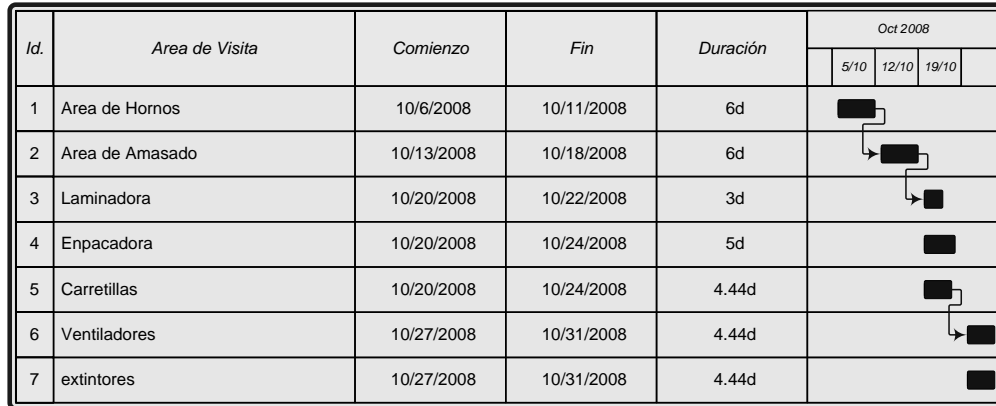 Id. Area de Visita Comienzo Fin Duración Oct 2008
5/10 12/10 19/10
1 Area de Hornos 10/6/2008 10/11/2008 6d
2 Area de Amasado 10/13/2008 10/18/2008 6d
3 Laminadora 10/20/2008 10/22/2008 3d
4 Enpacadora 10/20/2008 10/24/2008 5d
5 Carretillas 10/20/2008 10/24/2008 4.44d
6 Ventiladores 10/27/2008 10/31/2008 4.44d
7 extintores 10/27/2008 10/31/2008 4.44d